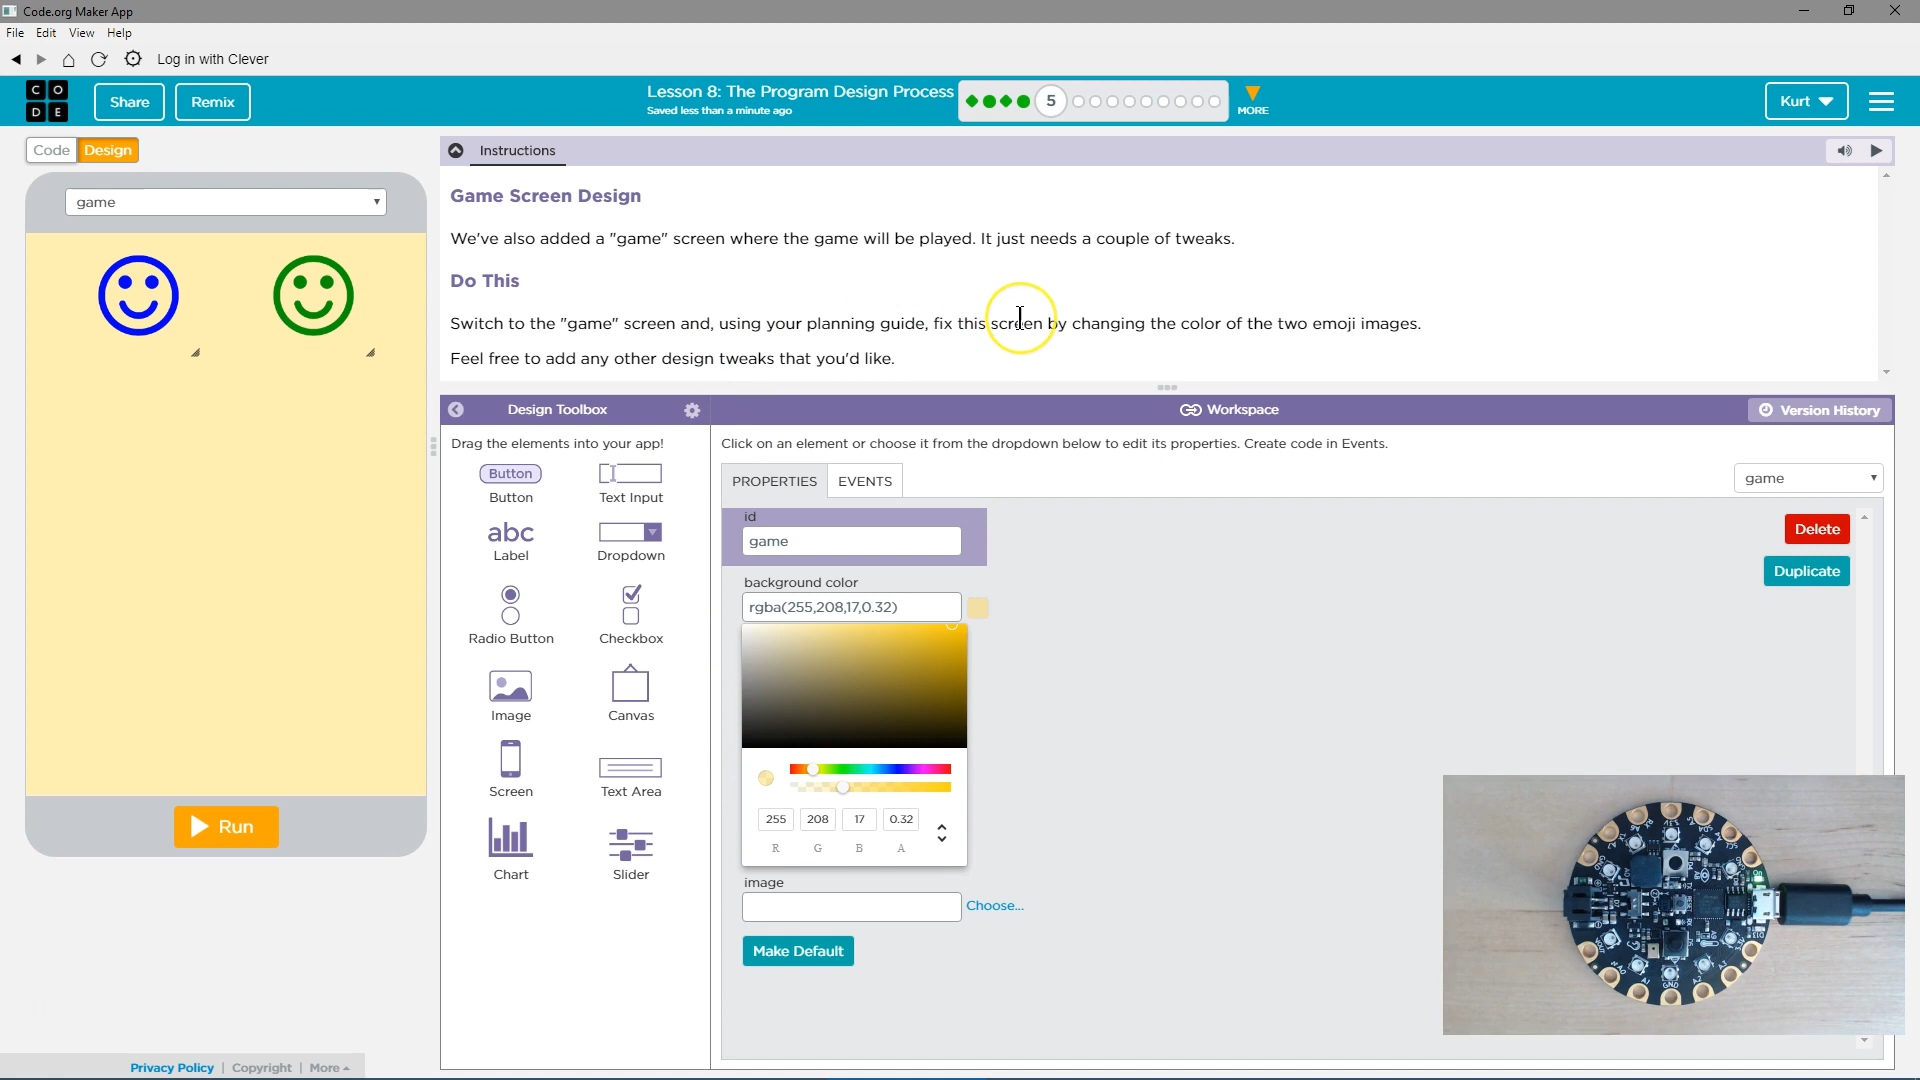 Code.org Maker App
File Edit View Help
Log in with Clever
CODE
Share
Remix
Lesson 8: The Program Design Process
Saved less than a minute ago
5
MORE
Kurt
Code
Design
game
Run
Instructions
Game Screen Design
We've also added a "game" screen where the game will be played. It just needs a couple of tweaks.
Do This
Switch to the "game" screen and, using your planning guide, fix this screen by changing the color of the two emoji images.
Feel free to add any other design tweaks that you'd like.
Design Toolbox
Workspace
Version History
Drag the elements into your app!
Button
Button
Text Input
abc
Label
Dropdown
Radio Button
Checkbox
Image
Canvas
Screen
Text Area
Chart
Slider
Click on an element or choose it from the dropdown below to edit its properties. Create code in Events.
PROPERTIES
EVENTS
game
id
game
Delete
Duplicate
background color
rgba(255,208,17,0.32)
255 208 17 0.32
R G B A
image
Choose...
Make Default
Privacy Policy | Copyright | More